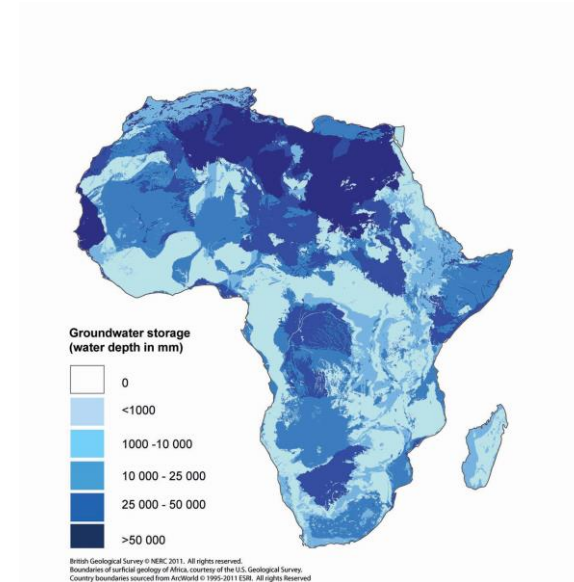 Groundwater storage
(water depth in mm)
0
<1000
1000 -10 000
10 000 - 25 000
25 000 - 50 000
>50 000
British Geological Survey © NERC 2011. All rights reserved.
Boundaries of surficial geology of Africa, courtesy of the U.S. Geological Survey.
Country boundaries sourced from ArcWorld © 1995-2011 ESRI. All rights Reserved